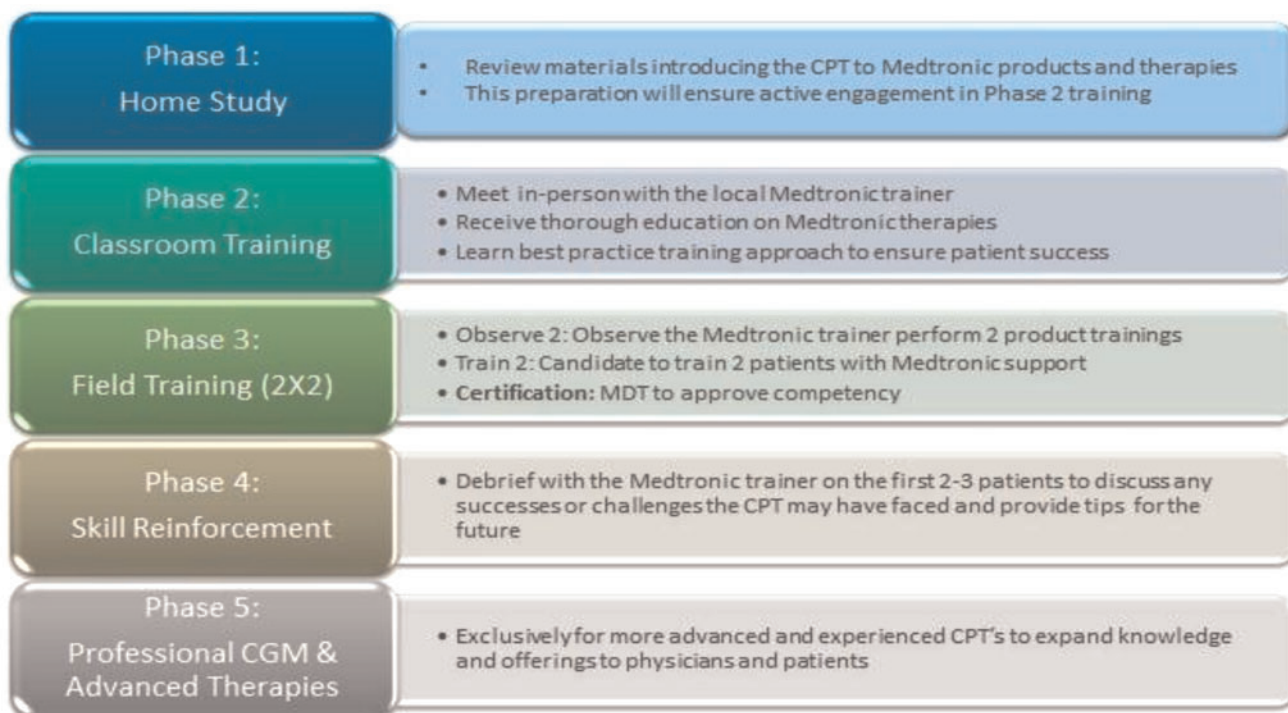 Phase 1:
Home Study
• Review materials introducing the CPT to Medtronic products and therapies
• This preparation will ensure active engagement in Phase 2 training
Phase 2:
Classroom Training
• Meet in-person with the local Medtronic trainer
• Receive thorough education on Medtronic therapies
• Learn best practice training approach to ensure patient success
Phase 3:
Field Training (2X2)
• Observe 2: Observe the Medtronic trainer perform 2 product trainings
• Train 2: Candidate to train 2 patients with Medtronic support
• Certification: MDT to approve competency
Phase 4:
Skill Reinforcement
• Debrief with the Medtronic trainer on the first 2-3 patients to discuss any
successes or challenges the CPT may have faced and provide tips for the
future
Phase 5:
Professional CGM &
Advanced Therapies
• Exclusively for more advanced and experienced CPT's to expand knowledge
and offerings to physicians and patients